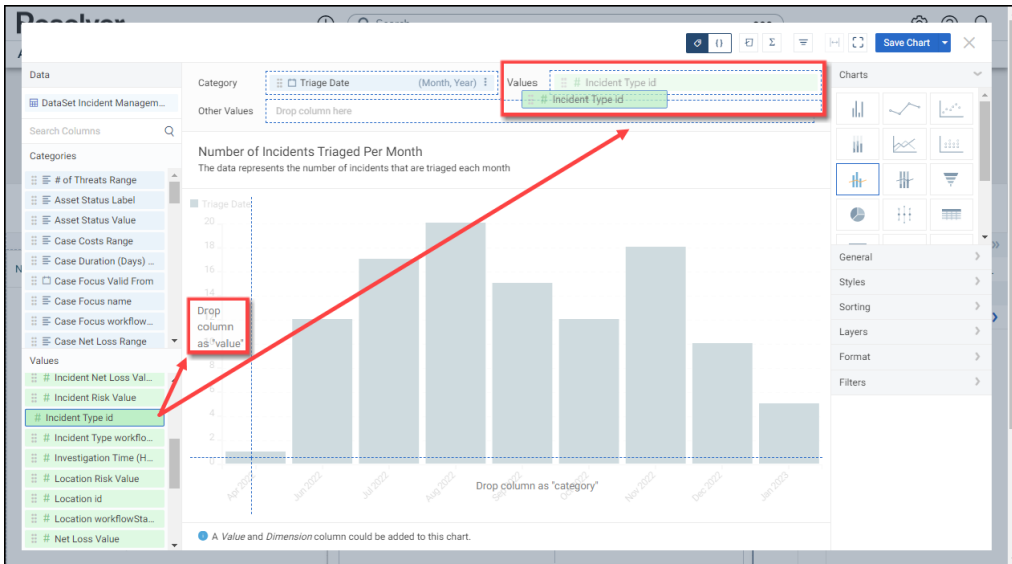 Resolver
Search
Save Chart
Data
DataSet Incident Managem...
Search Columns
Categories
# of Threats Range
Asset Status Label
Asset Status Value
Case Costs Range
Case Duration (Days) ...
Case Focus Valid From
Case Focus name
Case Focus workflow...
Case Net Loss Range
Values
# Incident Net Loss Val...
# Incident Risk Value
# Incident Type id
# Incident Type workflo...
# Investigation Time (H...
# Location Risk Value
# Location id
# Location workflowSta...
# Net Loss Value
Category
Triage Date (Month, Year)
Values
# Incident Type id
# Incident Type id
Other Values
Drop column here
Number of Incidents Triaged Per Month
The data represents the number of incidents that are triaged each month
Triage Date
20
18
16
14
Drop
column
as "value"
8
4
2
0
Apr 2022
Jun 2022
Jul 2022
Aug 2022
Sept 2022
Oct 2022
Nov 2022
Dec 2022
Jan 2023
Drop column as "category"
A Value and Dimension column could be added to this chart.
Charts
General
Styles
Sorting
Layers
Format
Filters